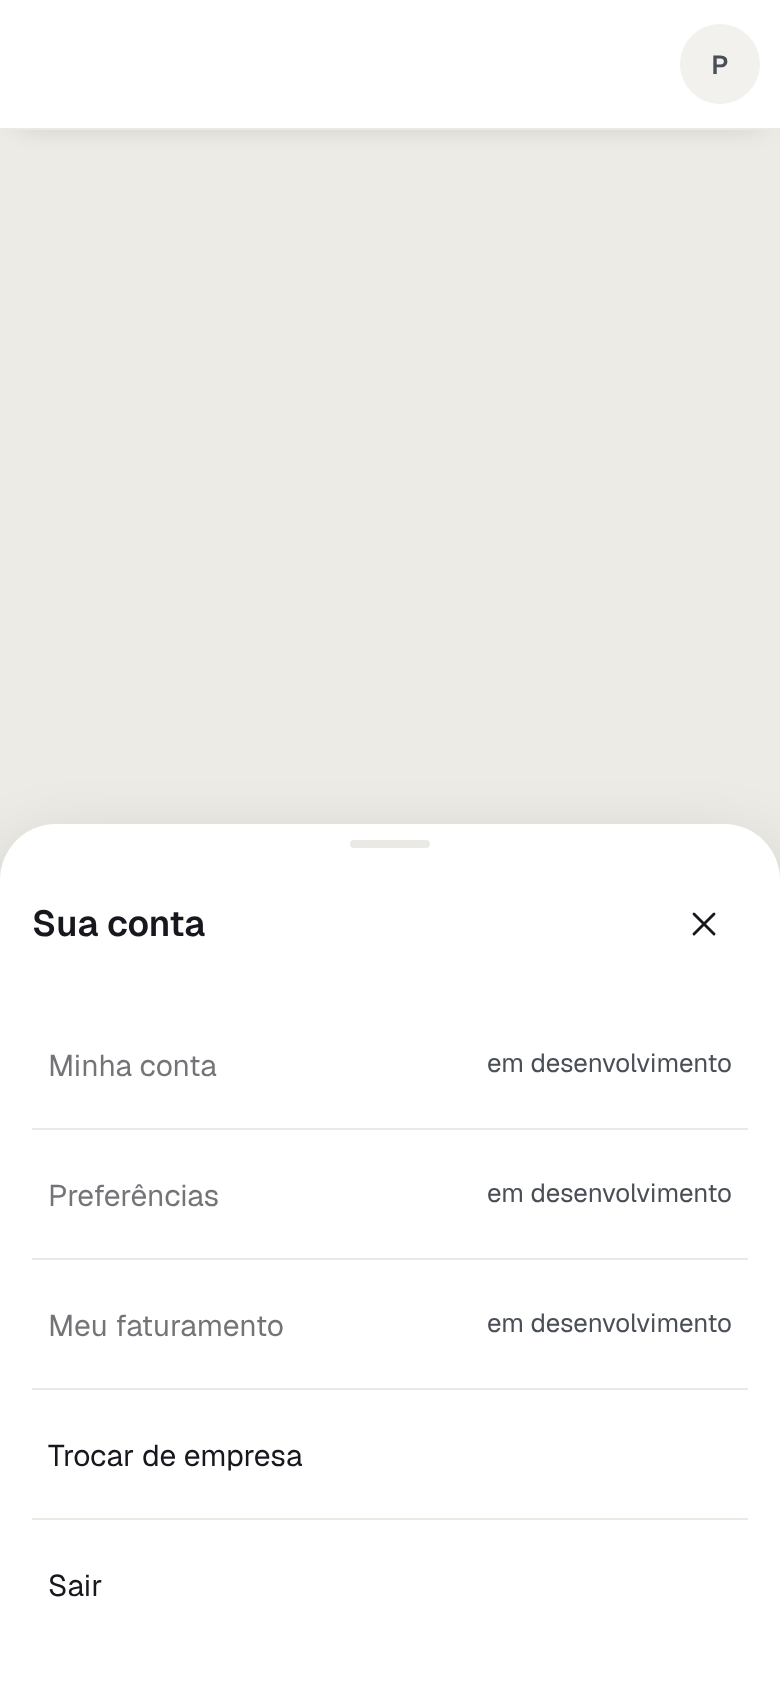 P
Sua conta
Minha conta em desenvolvimento
Preferências em desenvolvimento
Meu faturamento em desenvolvimento
Trocar de empresa
Sair